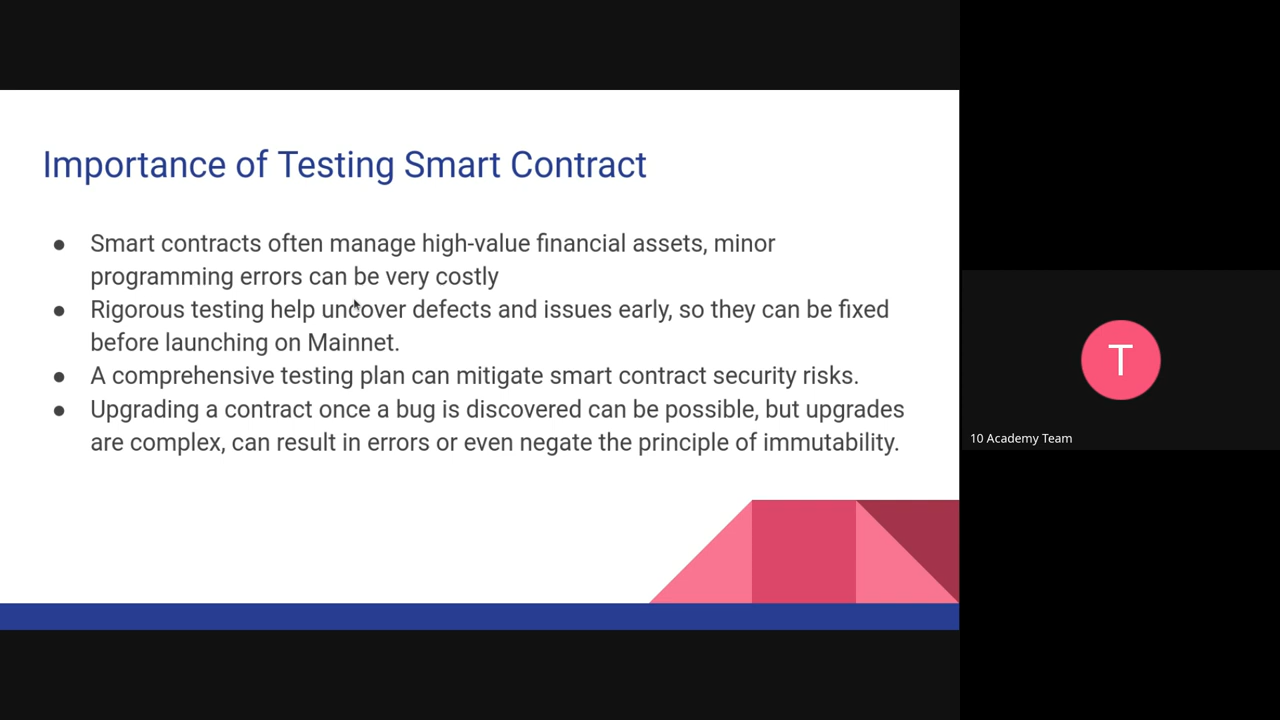 Importance of Testing Smart Contract
● Smart contracts often manage high-value financial assets, minor
programming errors can be very costly
● Rigorous testing help uncover defects and issues early, so they can be fixed
before launching on Mainnet.
● A comprehensive testing plan can mitigate smart contract security risks.
● Upgrading a contract once a bug is discovered can be possible, but upgrades
are complex, can result in errors or even negate the principle of immutability.
T
10 Academy Team